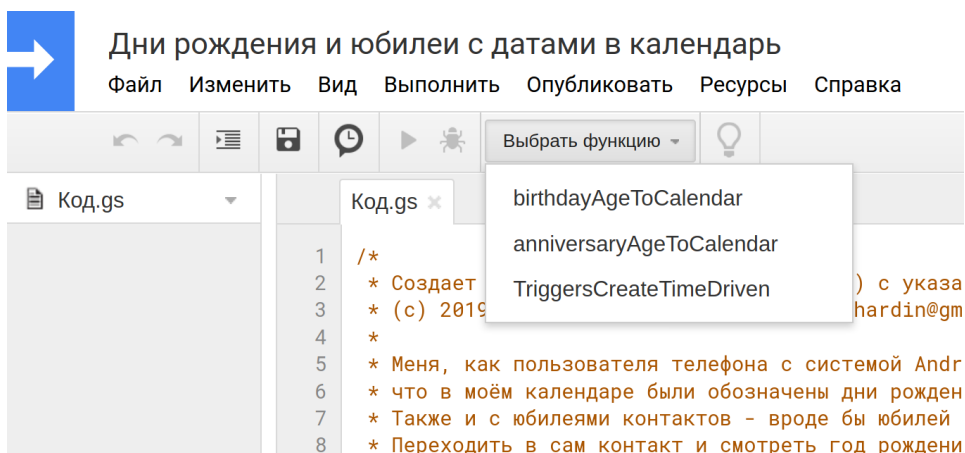 Дни рождения и юбилеи с датами в календарь
Файл Изменить Вид Выполнить Опубликовать Ресурсы Справка
Выбрать функцию
Код.gs
Код.gs
birthdayAgeToCalendar
anniversaryAgeToCalendar
TriggersCreateTimeDriven
1 /*
2 * Создает ) с указа
3 * (c) 2019 hardin@gm
4 *
5 * Меня, как пользователя телефона с системой Andr
6 * что в моём календаре были обозначены дни рожден
7 * Также и с юбилеями контактов - вроде бы юбилей
8 * Переходить в сам контакт и смотреть год рождени